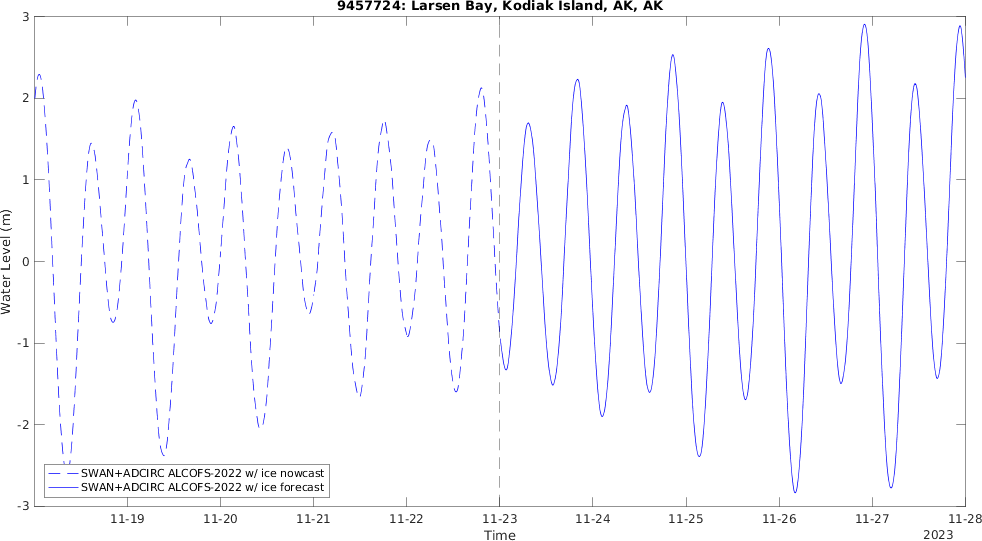 9457724: Larsen Bay, Kodiak Island, AK, AK
Water Level (m)
3
2
1
0
-1
-2
-3
SWAN+ADCIRC ALCOFS-2022 w/ ice nowcast
SWAN+ADCIRC ALCOFS-2022 w/ ice forecast
11-19 11-20 11-21 11-22 11-23 11-24 11-25 11-26 11-27 11-28
Time
2023